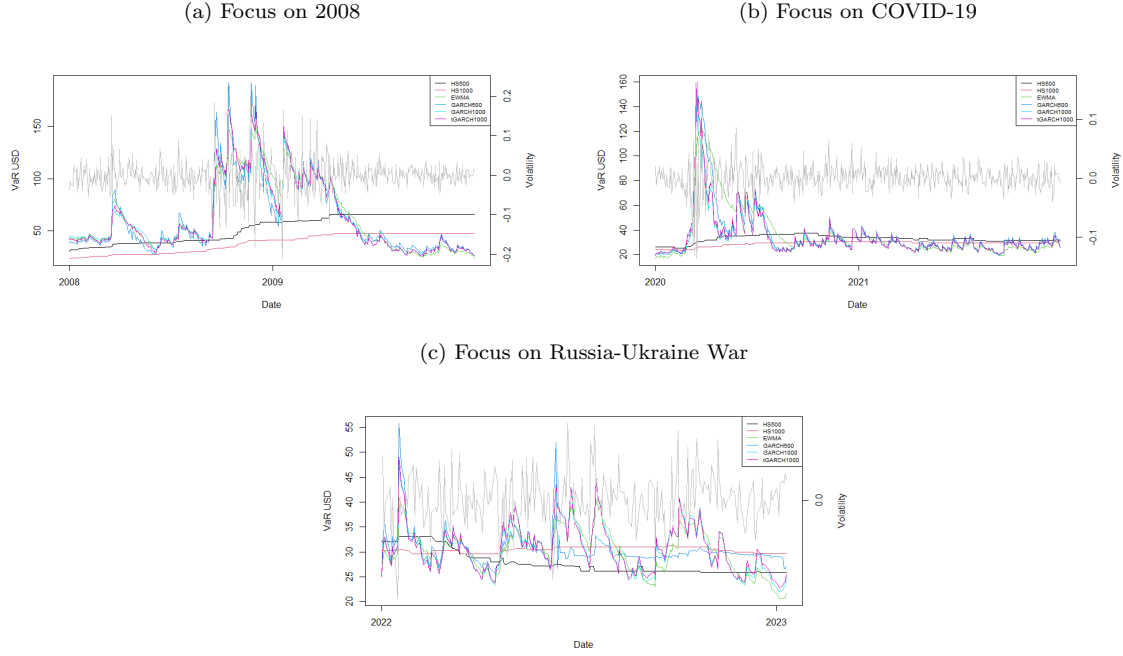 (a) Focus on 2008
HS500
HS1000
EWMA
GARCH500
GARCH1000
tGARCH1000
VaR USD
50
100
150
Volatility
0.2
0.1
0.0
-0.1
-0.2
2008
2009
Date
(b) Focus on COVID-19
HS500
HS1000
EWMA
GARCH500
GARCH1000
tGARCH1000
VaR USD
160
140
120
100
80
60
40
20
Volatility
0.1
0.0
-0.1
2020
2021
Date
(c) Focus on Russia-Ukraine War
HS500
HS1000
EWMA
GARCH500
GARCH1000
tGARCH1000
VaR USD
55
50
45
40
35
30
25
20
Volatility
0.0
2022
2023
Date